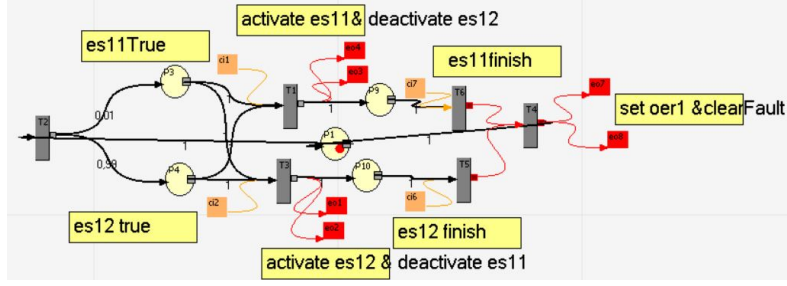 activate es11& deactivate es12
es11True
es11finish
ci1
eo4
eo3
P3
T1
P9
ci7
T6
eo7
set oer1 &clearFault
T2
0,01
1
1
T4
eo8
P1
1
1
0,99
P4
T3
P10
T5
1
1
ci2
eo1
ci6
eo2
es12 true
es12 finish
activate es12 & deactivate es11